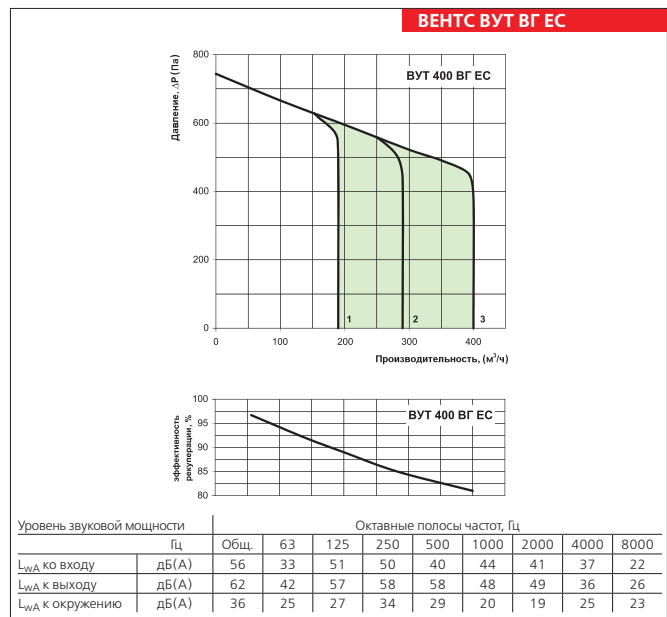 ВЕНТС ВУТ ВГ ЕС
Давление, ΔP (Па)
800
600
400
200
0
ВУТ 400 ВГ ЕС
1 2 3
0 100 200 300 400
Производительность, (м³/ч)
эффективность
рекуперации, %
100
95
90
85
80
ВУТ 400 ВГ ЕС
Уровень звуковой мощности Октавные полосы частот, Гц
Гц Общ. 63 125 250 500 1000 2000 4000 8000
LwA ко входу дБ(А) 56 33 51 50 40 44 41 37 22
LwA к выходу дБ(А) 62 42 57 58 58 48 49 36 26
LwA к окружению дБ(А) 36 25 27 34 29 20 19 25 23